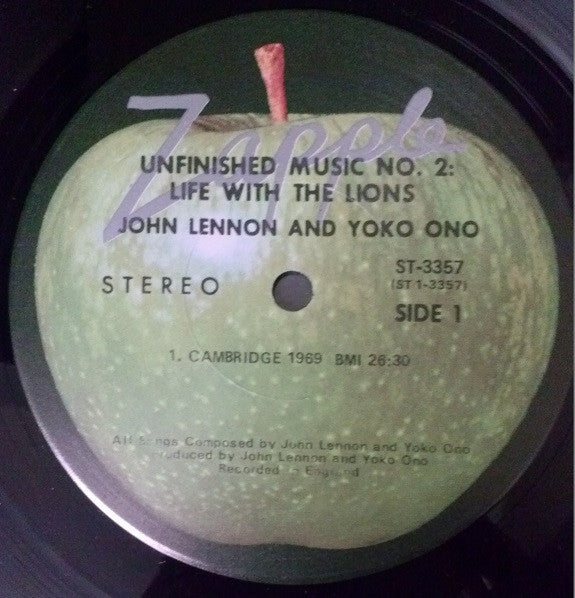 Zapple
UNFINISHED MUSIC NO. 2:
LIFE WITH THE LIONS
JOHN LENNON AND YOKO ONO
STEREO
ST-3357
(ST 1-3357)
SIDE 1
1. CAMBRIDGE 1969 BMI 26:30
All Songs Composed by John Lennon and Yoko Ono
Produced by John Lennon and Yoko Ono
Recorded in England